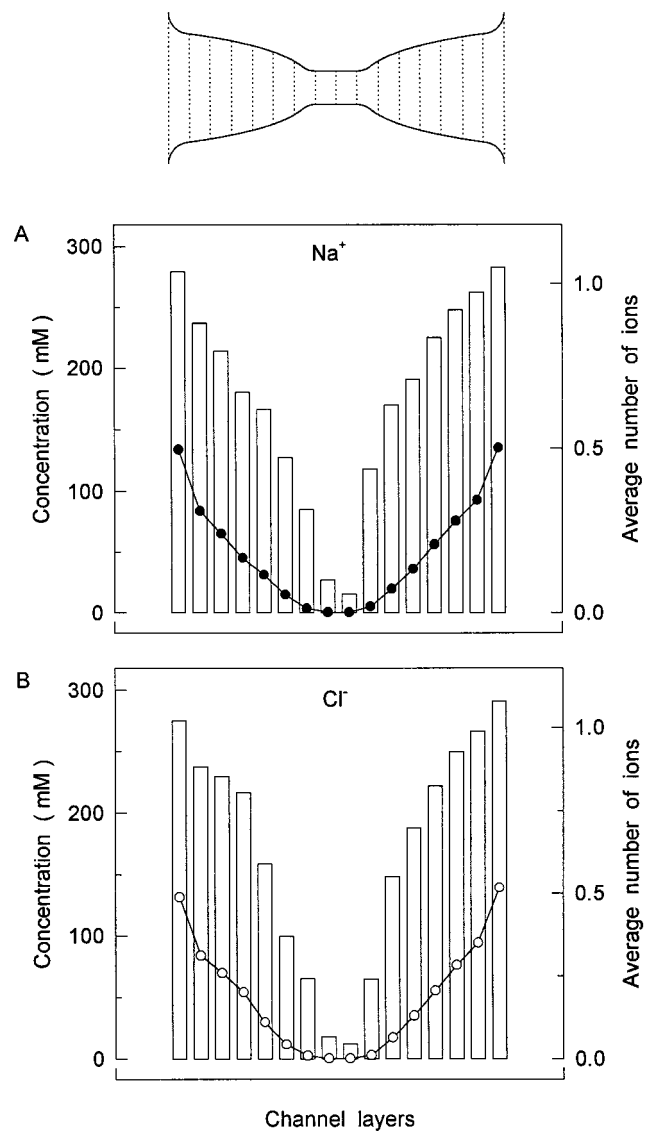 A
Na+
300
200
100
0
Concentration ( mM )
1.0
0.5
0.0
Average number of ions
B
Cl-
300
200
100
0
Concentration ( mM )
1.0
0.5
0.0
Average number of ions
Channel layers